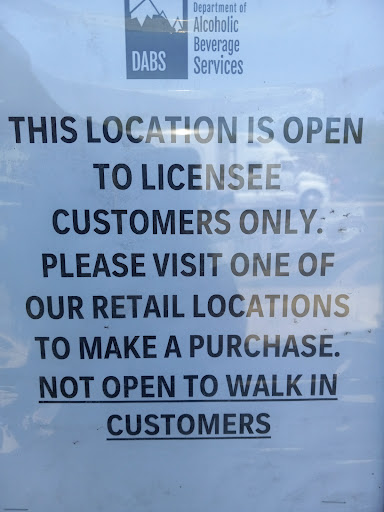 Department of
Alcoholic
Beverage
Services
DABS
THIS LOCATION IS OPEN
TO LICENSEE
CUSTOMERS ONLY.
PLEASE VISIT ONE OF
OUR RETAIL LOCATIONS
TO MAKE A PURCHASE.
NOT OPEN TO WALK IN
CUSTOMERS